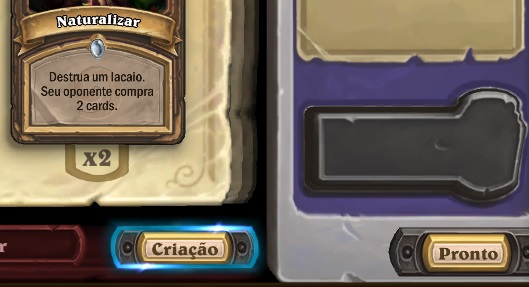 Naturalizar
Destrua um lacaio.
Seu oponente compra
2 cards.
x2
r
Criação
Pronto